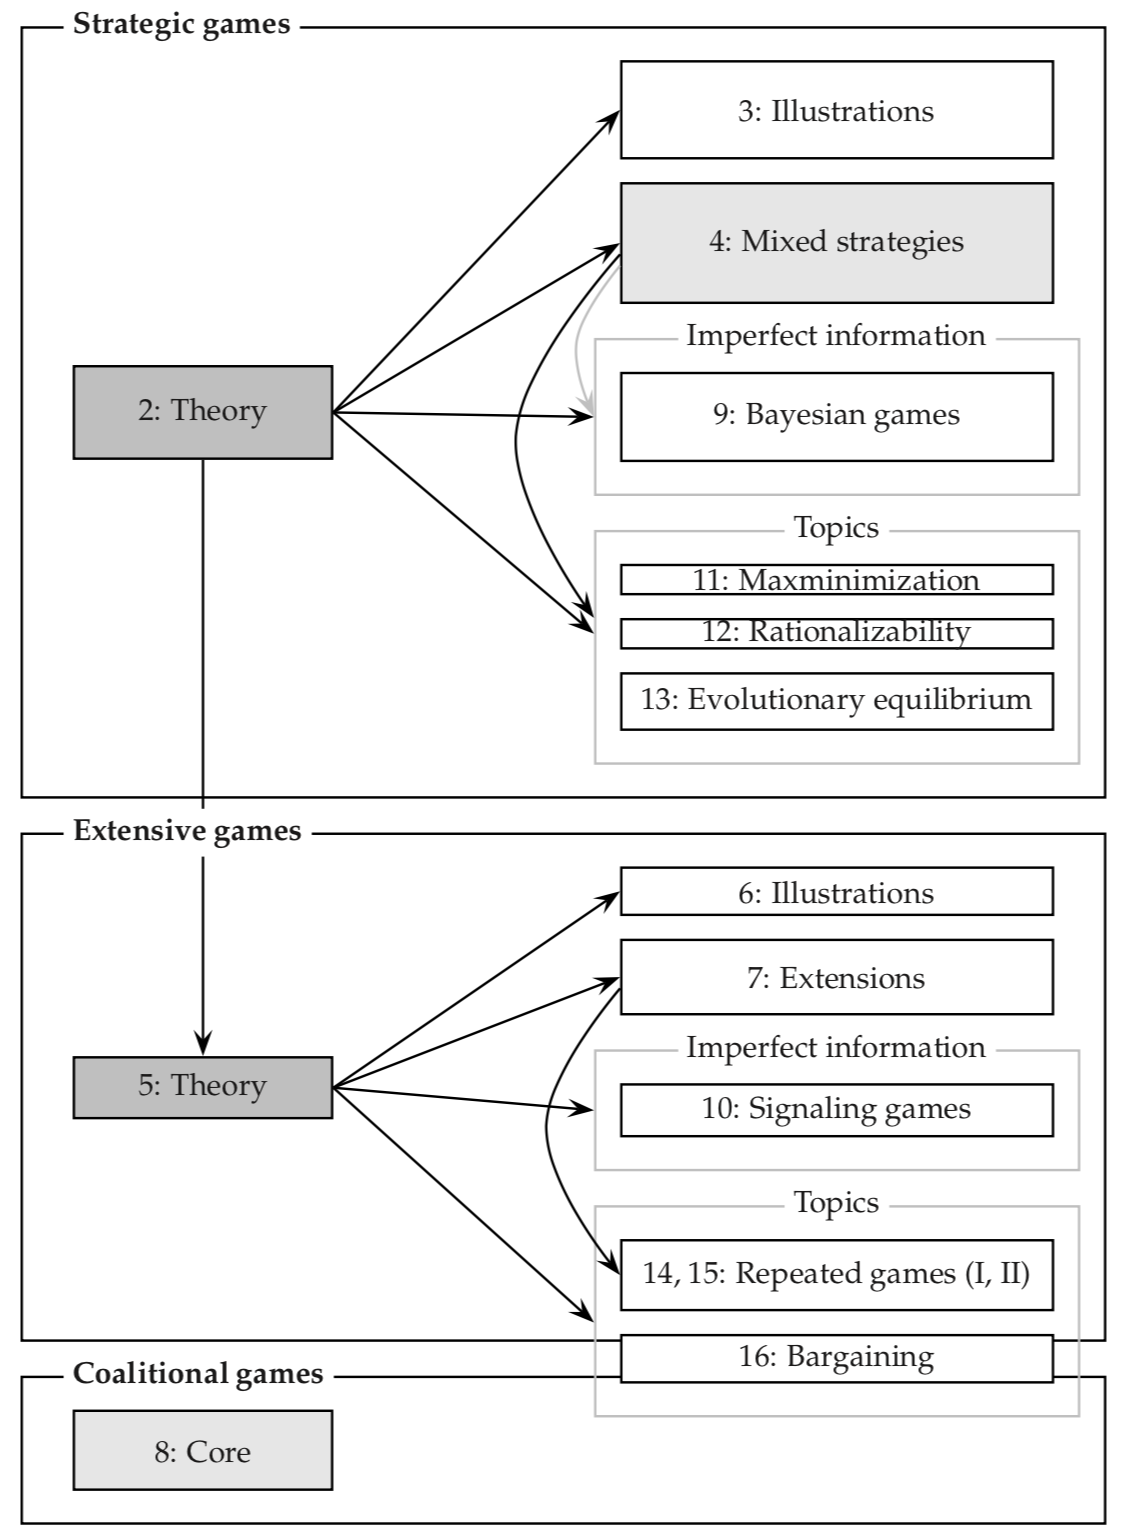 Strategic games
3: Illustrations
4: Mixed strategies
Imperfect information
2: Theory
9: Bayesian games
Topics
11: Maxminimization
12: Rationalizability
13: Evolutionary equilibrium
Extensive games
6: Illustrations
7: Extensions
Imperfect information
5: Theory
10: Signaling games
Topics
14, 15: Repeated games (I, II)
16: Bargaining
Coalitional games
8: Core